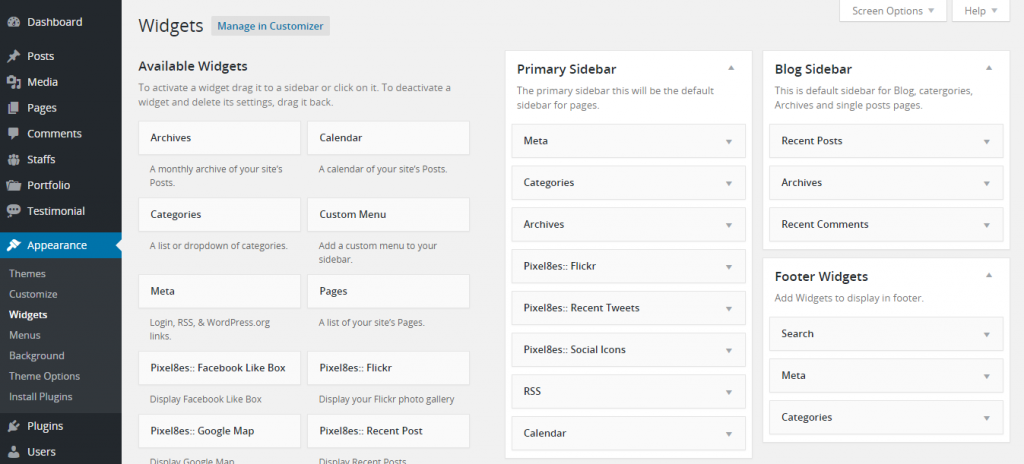 Dashboard
Posts
Media
Pages
Comments
Staffs
Portfolio
Testimonial
Appearance
Themes
Customize
Widgets
Menus
Background
Theme Options
Install Plugins
Plugins
Users
Screen Options
Help
Widgets
Manage in Customizer
Available Widgets
To activate a widget drag it to a sidebar or click on it. To deactivate a
widget and delete its settings, drag it back.
Archives
Calendar
A monthly archive of your site's
Posts.
A calendar of your site's Posts.
Categories
Custom Menu
A list or dropdown of categories.
Add a custom menu to your
sidebar.
Meta
Pages
Login, RSS, & WordPress.org
links.
A list of your site's Pages.
Pixel8es:: Facebook Like Box
Pixel8es:: Flickr
Display Facebook Like Box
Display your Flickr photo gallery
Pixel8es:: Google Map
Pixel8es:: Recent Post
Display Google Map
Display Recent Posts
Primary Sidebar
The primary sidebar this will be the default
sidebar for pages.
Meta
Categories
Archives
Pixel8es:: Flickr
Pixel8es:: Recent Tweets
Pixel8es:: Social Icons
RSS
Calendar
Blog Sidebar
This is default sidebar for Blog, catergories,
Archives and single posts pages.
Recent Posts
Archives
Recent Comments
Footer Widgets
Add Widgets to display in footer.
Search
Meta
Categories